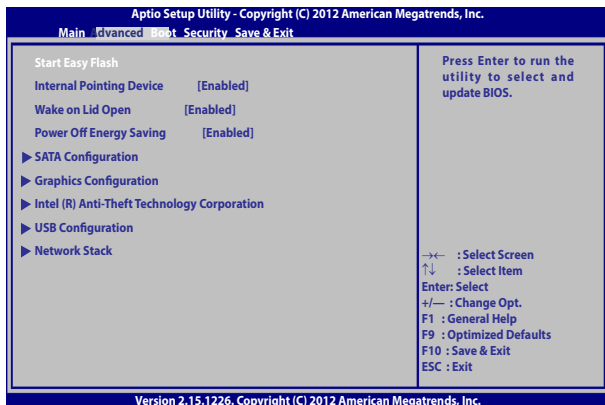 Aptio Setup Utility - Copyright (C) 2012 American Megatrends, Inc.
Main Advanced Boot Security Save & Exit
Start Easy Flash
Internal Pointing Device [Enabled]
Wake on Lid Open [Enabled]
Power Off Energy Saving [Enabled]
SATA Configuration
Graphics Configuration
Intel (R) Anti-Theft Technology Corporation
USB Configuration
Network Stack
Press Enter to run the
utility to select and
update BIOS.
→← : Select Screen
↑↓ : Select Item
Enter: Select
+/— : Change Opt.
F1 : General Help
F9 : Optimized Defaults
F10 : Save & Exit
ESC : Exit
Version 2.15.1226. Copyright (C) 2012 American Megatrends, Inc.